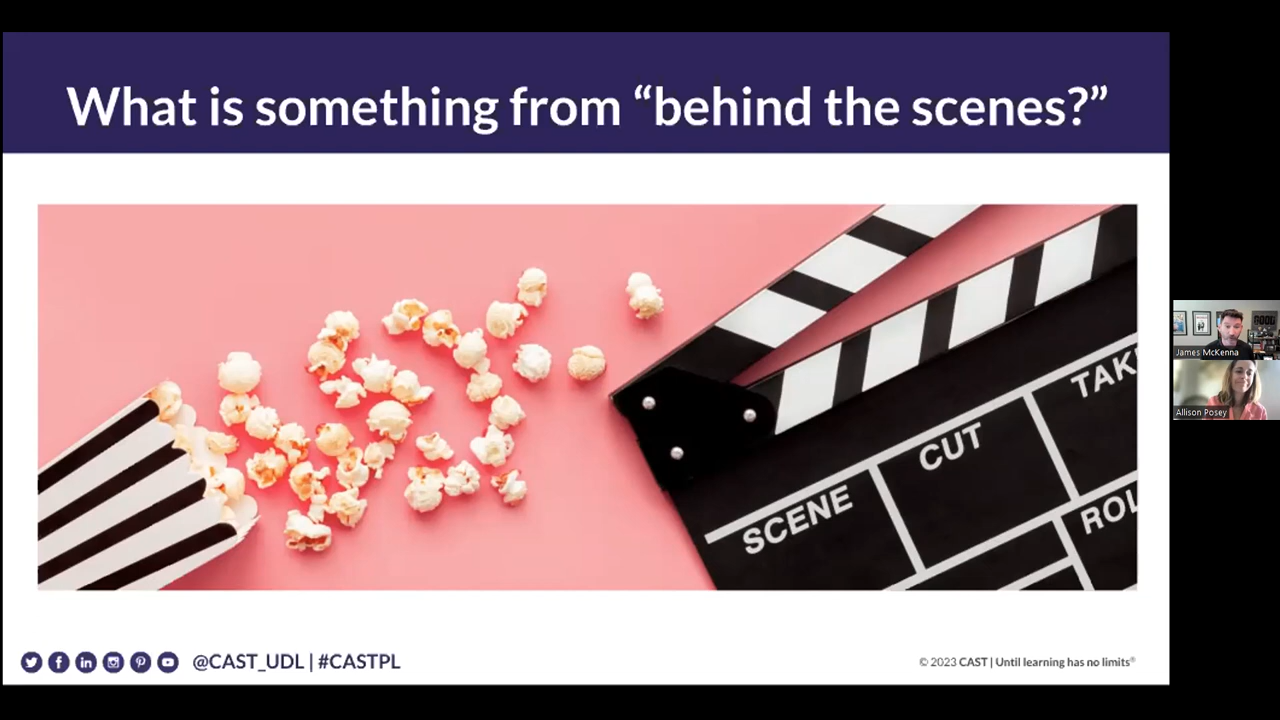 What is something from “behind the scenes?”
SCENE
CUT
TAK
ROL
James McKenna
Allison Posey
@CAST_UDL | #CASTPL
© 2023 CAST | Until learning has no limits®